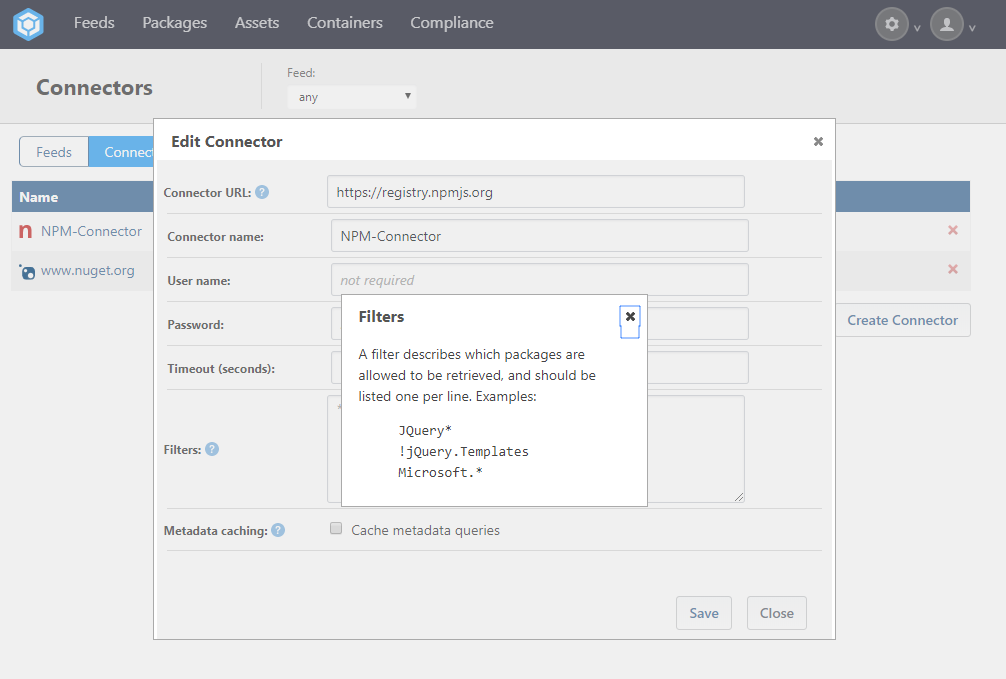 Feeds Packages Assets Containers Compliance
Connectors
Feed:
any
Feeds Connect
Name
NPM-Connector
www.nuget.org
Create Connector
Edit Connector
Connector URL:
https://registry.npmjs.org
Connector name:
NPM-Connector
User name:
not required
Password:
Timeout (seconds):
Filters:
Filters
A filter describes which packages are
allowed to be retrieved, and should be
listed one per line. Examples:
JQuery*
!jQuery.Templates
Microsoft.*
Metadata caching:
Cache metadata queries
Save Close